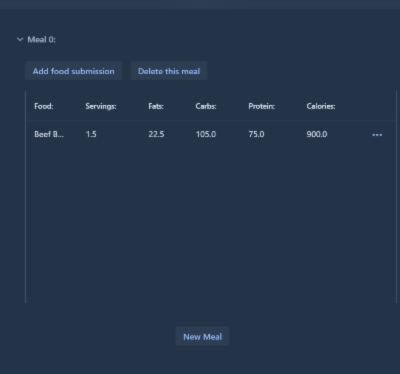 Meal 0:
Add food submission Delete this meal
Food: Servings: Fats: Carbs: Protein: Calories:
Beef B... 1.5 22.5 105.0 75.0 900.0 •••
New Meal